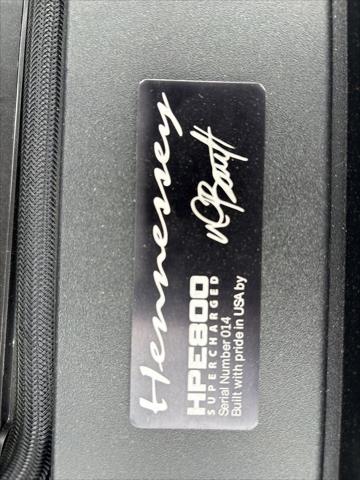 Hennessey
HPE800
SUPERCHARGED
Serial Number 014
Built with pride in USA by